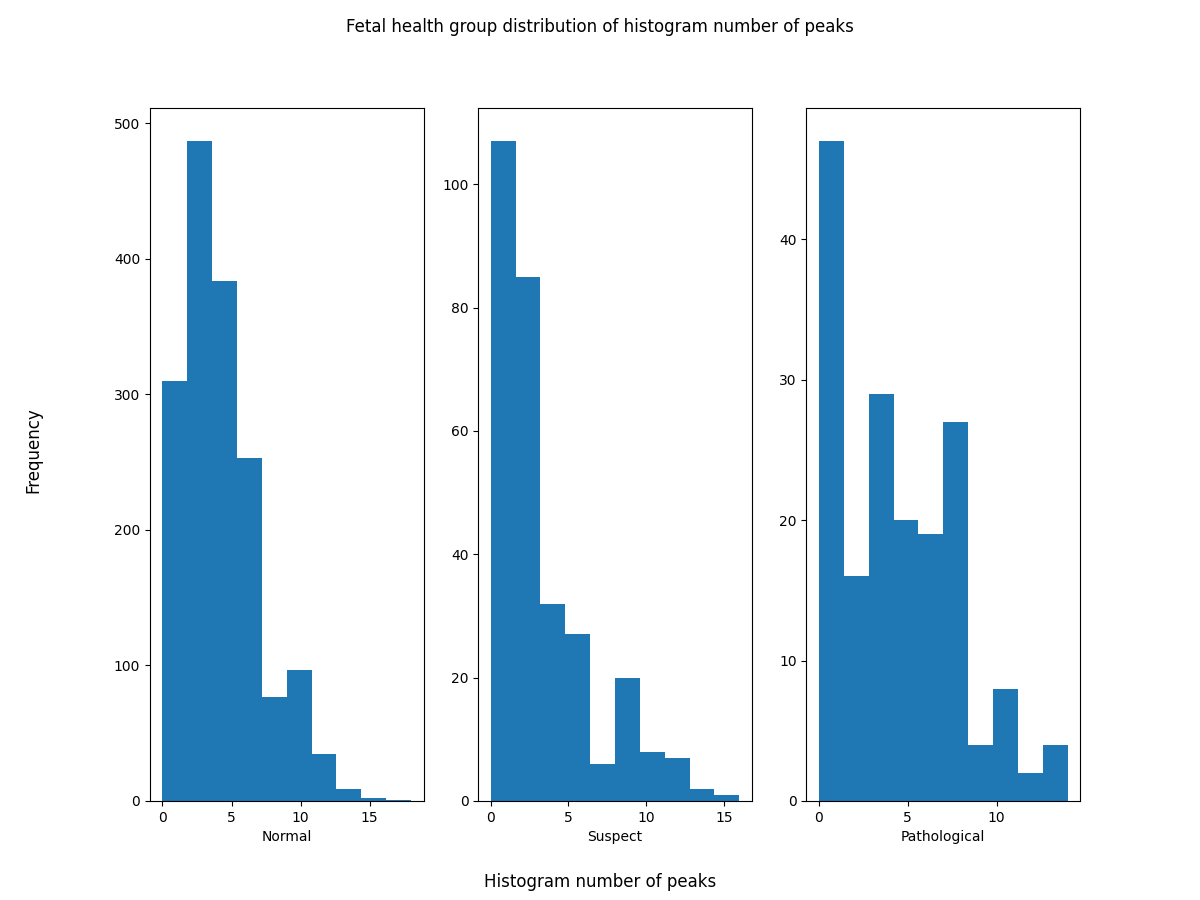 Fetal health group distribution of histogram number of peaks
500
400
300
200
100
0
0 5 10 15
Normal
100
80
60
40
20
0
0 5 10 15
Suspect
40
30
20
10
0
0 5 10
Pathological
Frequency
Histogram number of peaks